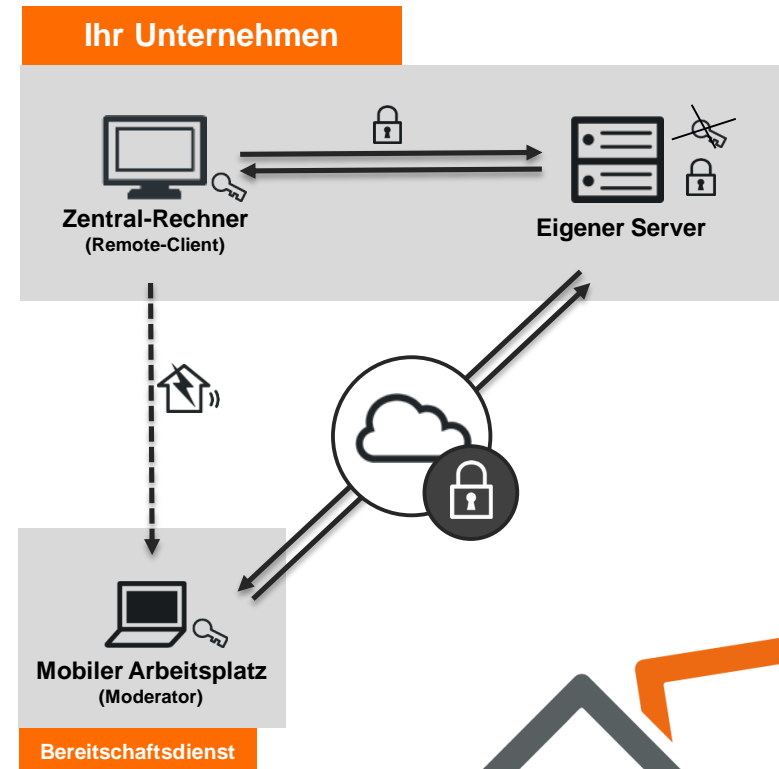 Ihr Unternehmen
Zentral-Rechner
(Remote-Client)
Eigener Server
Mobiler Arbeitsplatz
(Moderator)
Bereitschaftsdienst